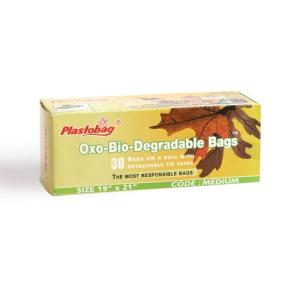 Plastobag ®
Oxo-Bio-Degradable Bags ™
30 BAGS ON A ROLL WITH
DETACHABLE TIE TAPES
THE MOST RESPONSIBLE BAGS
SIZE 19" x 21" CODE: MEDIUM